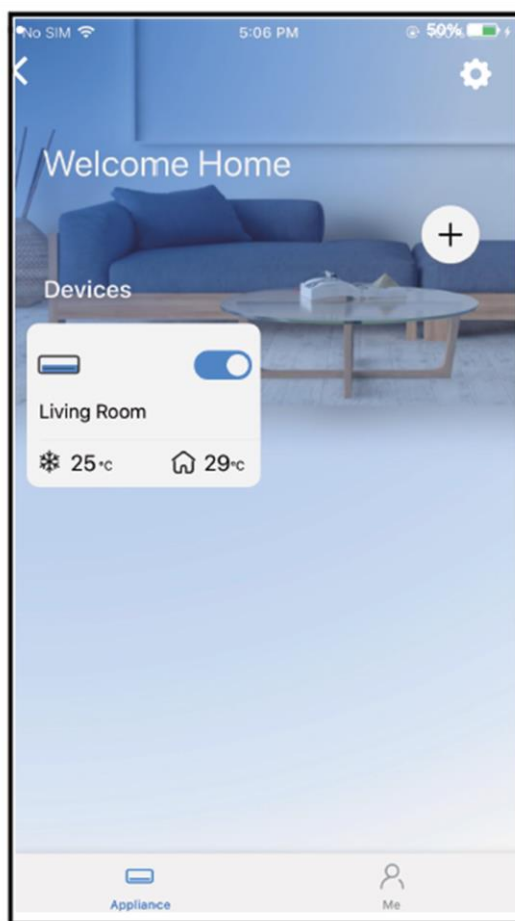 No SIM 5:06 PM 50%
Welcome Home
+
Devices
Living Room
25°C 29°C
Appliance Me